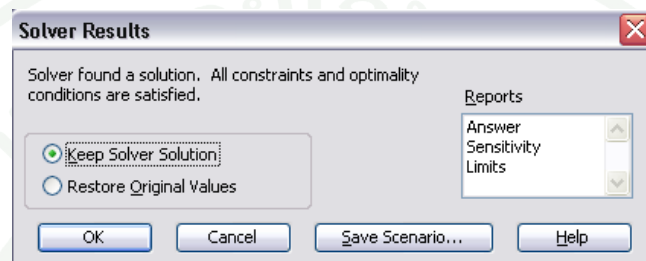 Solver Results
Solver found a solution. All constraints and optimality
conditions are satisfied.
Reports
Answer
Sensitivity
Limits
Keep Solver Solution
Restore Original Values
OK
Cancel
Save Scenario...
Help